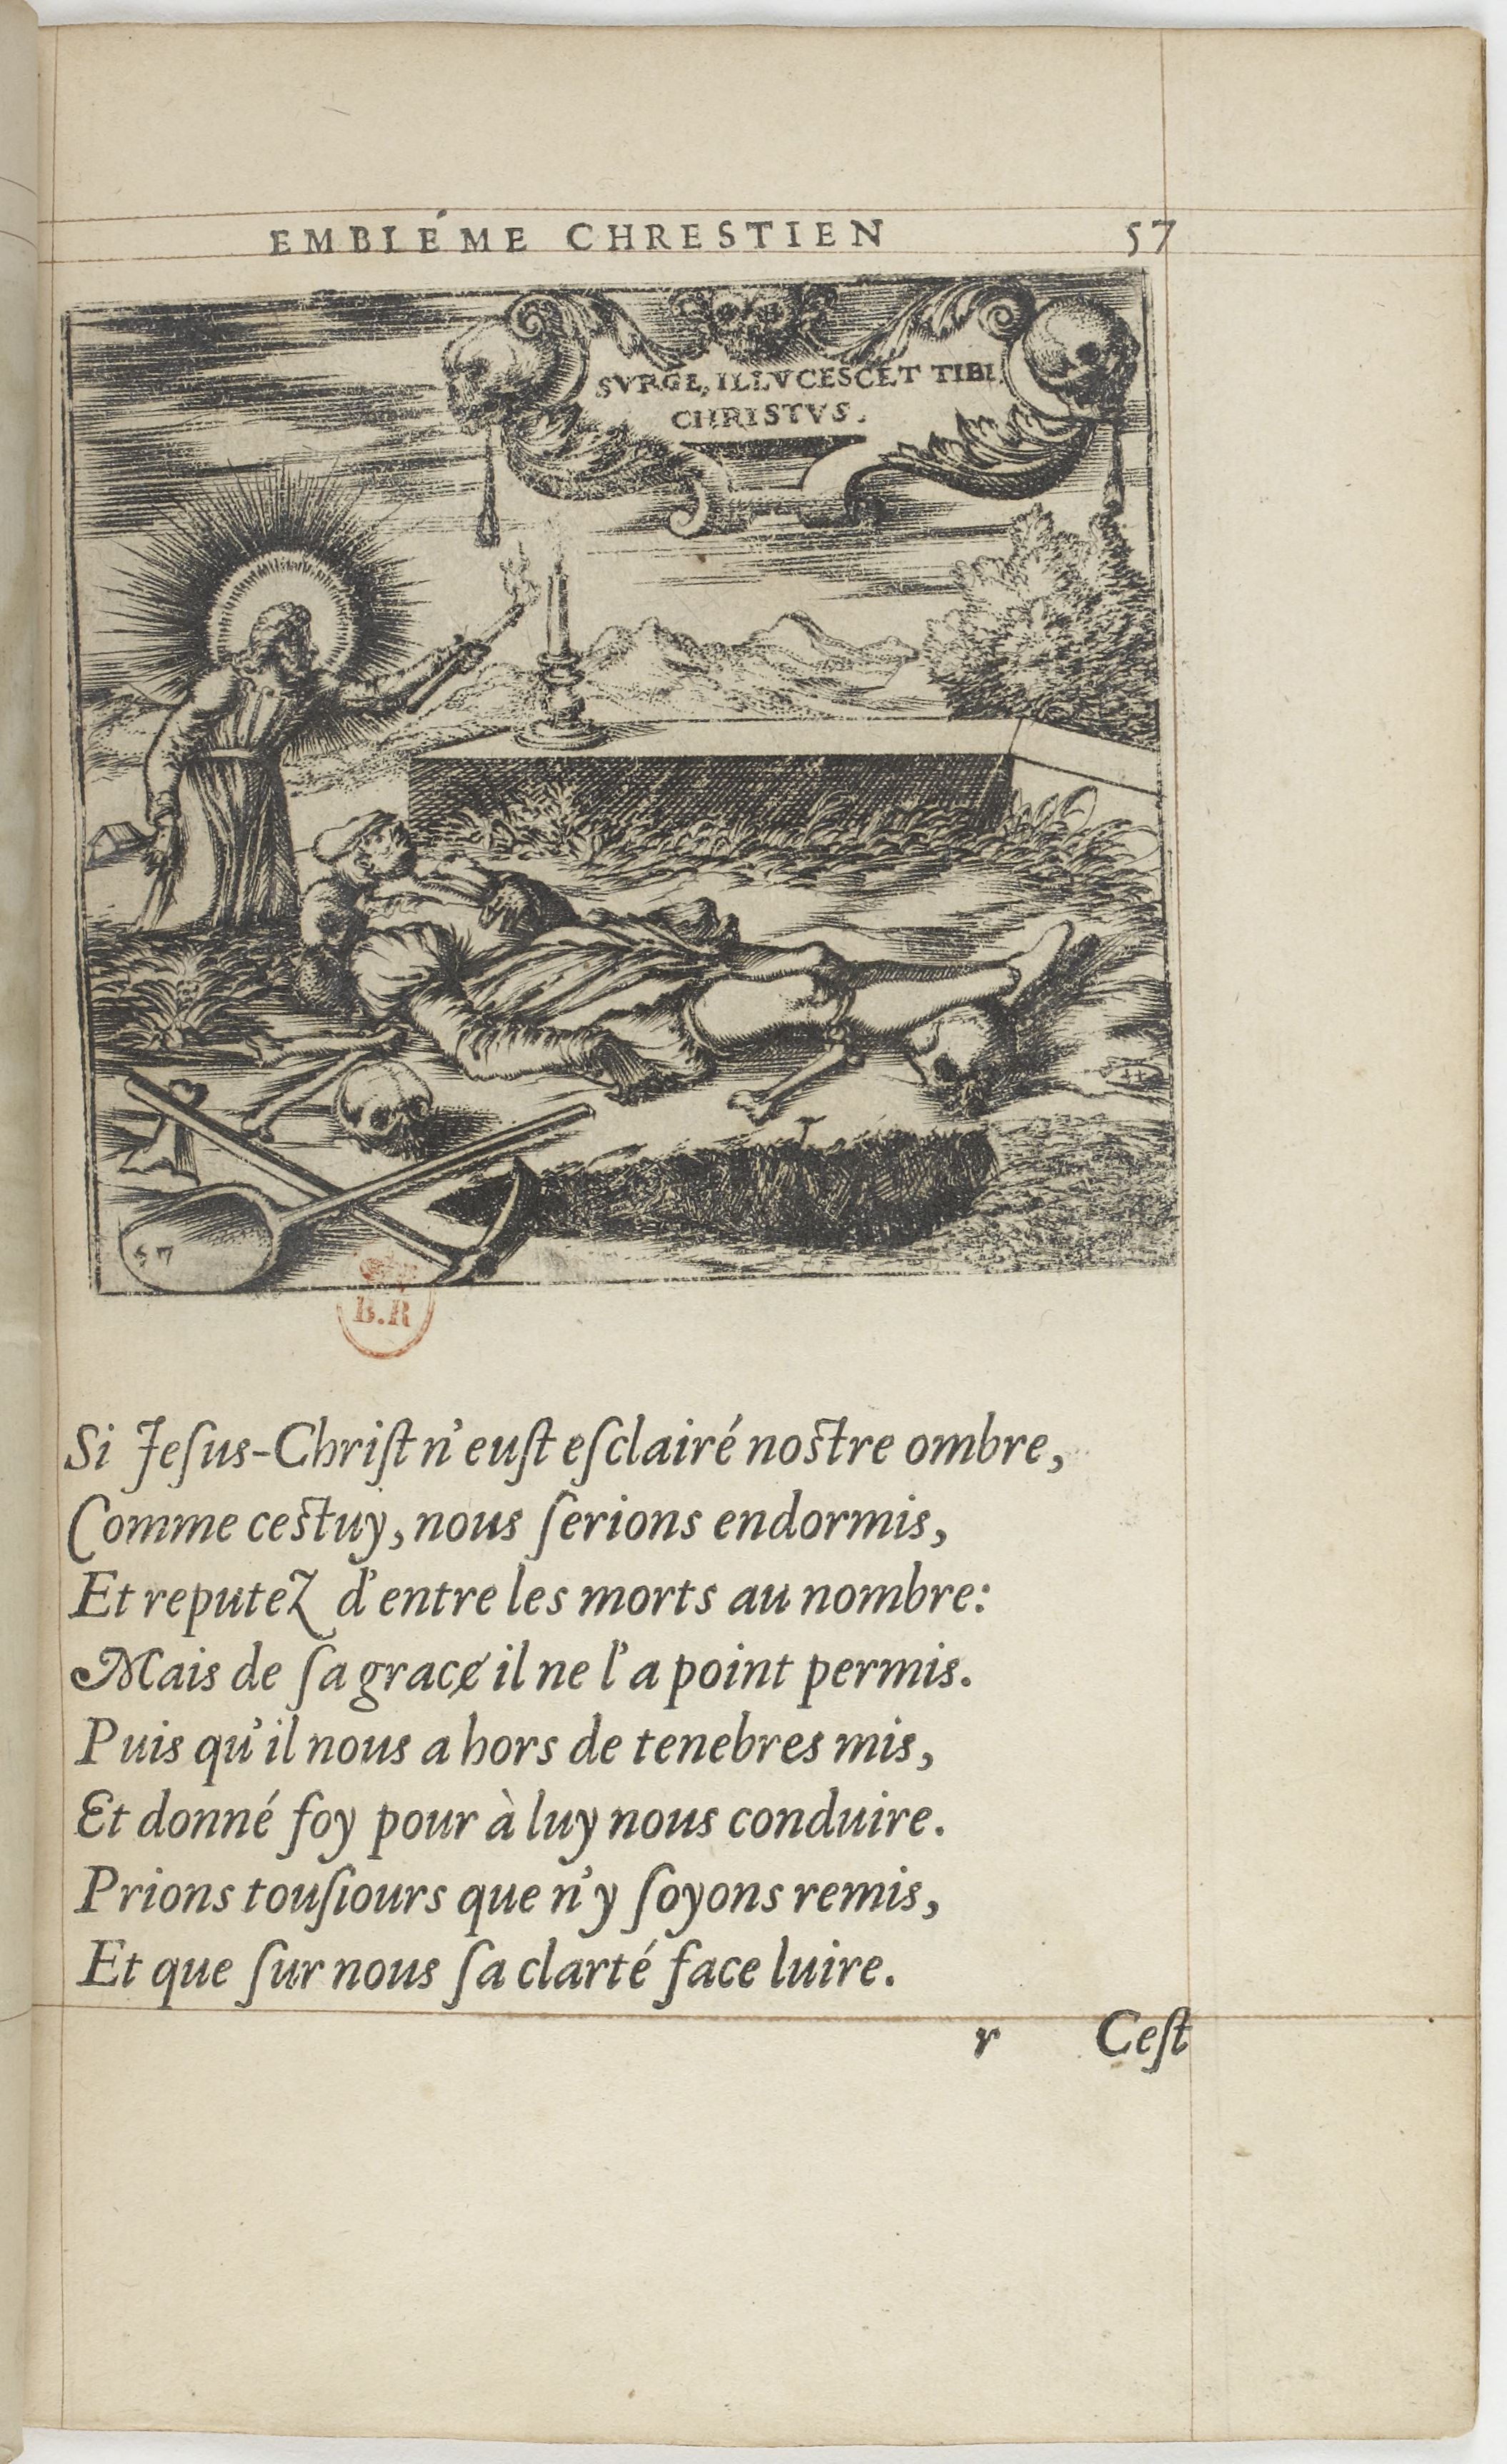 EMBLÉME CHRESTIEN 57
SVRGE, ILLVCESCET TIBI
CHRISTVS.
57
B.R
Si Jeſus-Chriſt n'euſt eſclairé noſtre ombre,
Comme ceſtuy, nous ſerions endormis,
Et reputez d'entre les morts au nombre:
Mais de ſa grace il ne l'a point permis.
Puis qu'il nous a hors de tenebres mis,
Et donné foy pour à luy nous conduire.
Prions touſiours que n'y ſoyons remis,
Et que ſur nous ſa clarté face luire.
r Ceſt